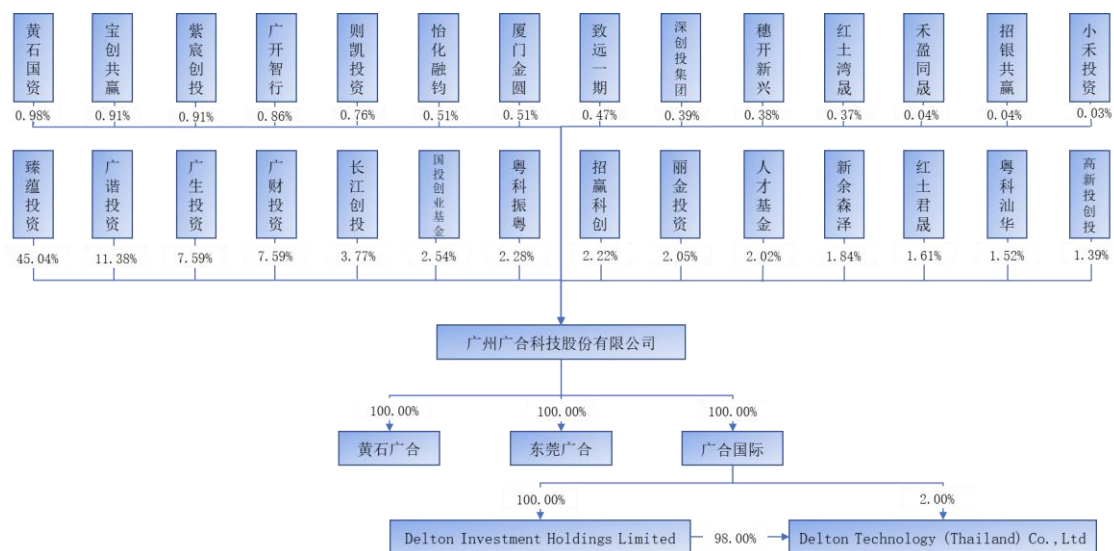 黄石国资
宝创共赢
紫宸创投
广开智行
则凯投资
怡化融钧
厦门金圆
致远一期
深创投集团
穗开新兴
红土湾晟
禾盈同晟
招银共赢
小禾投资
0.98%
0.91%
0.91%
0.86%
0.76%
0.51%
0.51%
0.47%
0.39%
0.38%
0.37%
0.04%
0.04%
0.03%
臻蕴投资
广谐投资
广生投资
广财投资
长江创投
国投创业基金
粤科振粤
招赢科创
丽金投资
人才基金
新余森泽
红土君晟
粤科汕华
高新投创投
45.04%
11.38%
7.59%
7.59%
3.77%
2.54%
2.28%
2.22%
2.05%
2.02%
1.84%
1.61%
1.52%
1.39%
广州广合科技股份有限公司
100.00%
100.00%
100.00%
黄石广合
东莞广合
广合国际
100.00%
2.00%
Delton Investment Holdings Limited
98.00%
Delton Technology (Thailand) Co.,Ltd